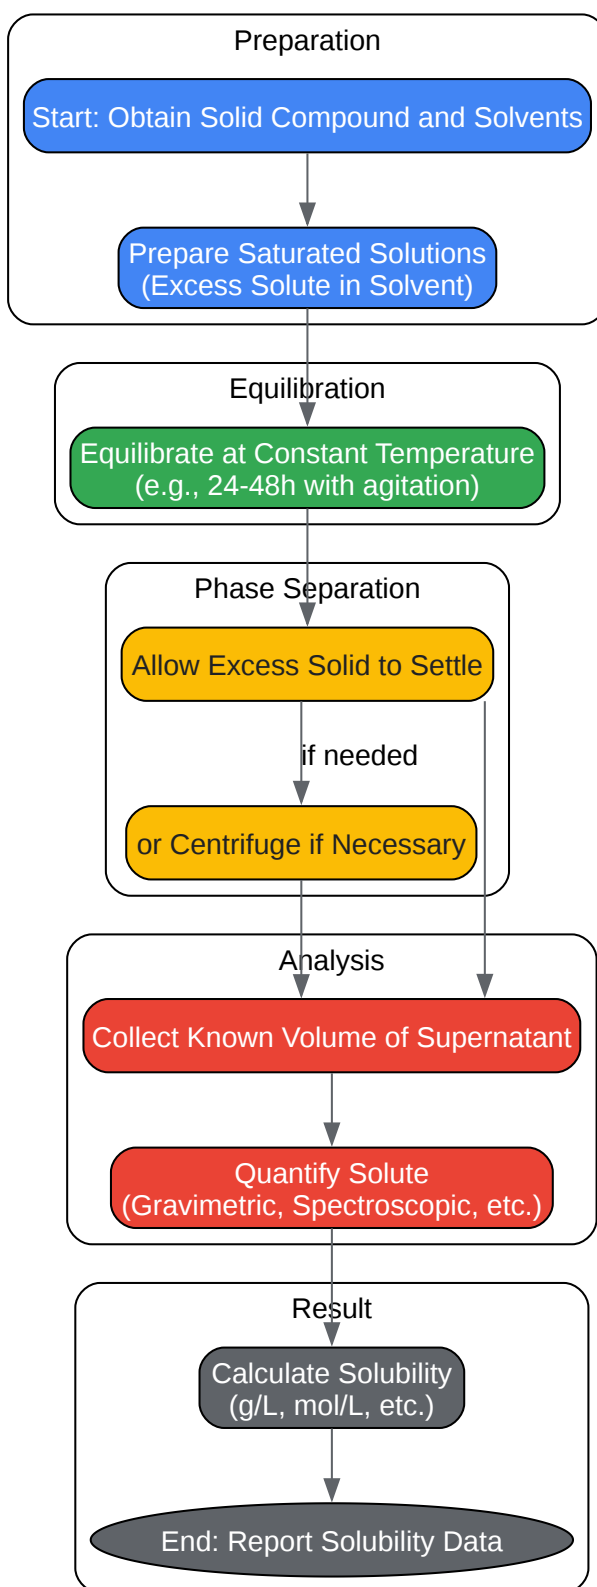 Preparation
Start: Obtain Solid Compound and Solvents
Prepare Saturated Solutions
(Excess Solute in Solvent)
Equilibration
Equilibrate at Constant Temperature
(e.g., 24-48h with agitation)
Phase Separation
Allow Excess Solid to Settle
if needed
or Centrifuge if Necessary
Analysis
Collect Known Volume of Supernatant
Quantify Solute
(Gravimetric, Spectroscopic, etc.)
Result
Calculate Solubility
(g/L, mol/L, etc.)
End: Report Solubility Data